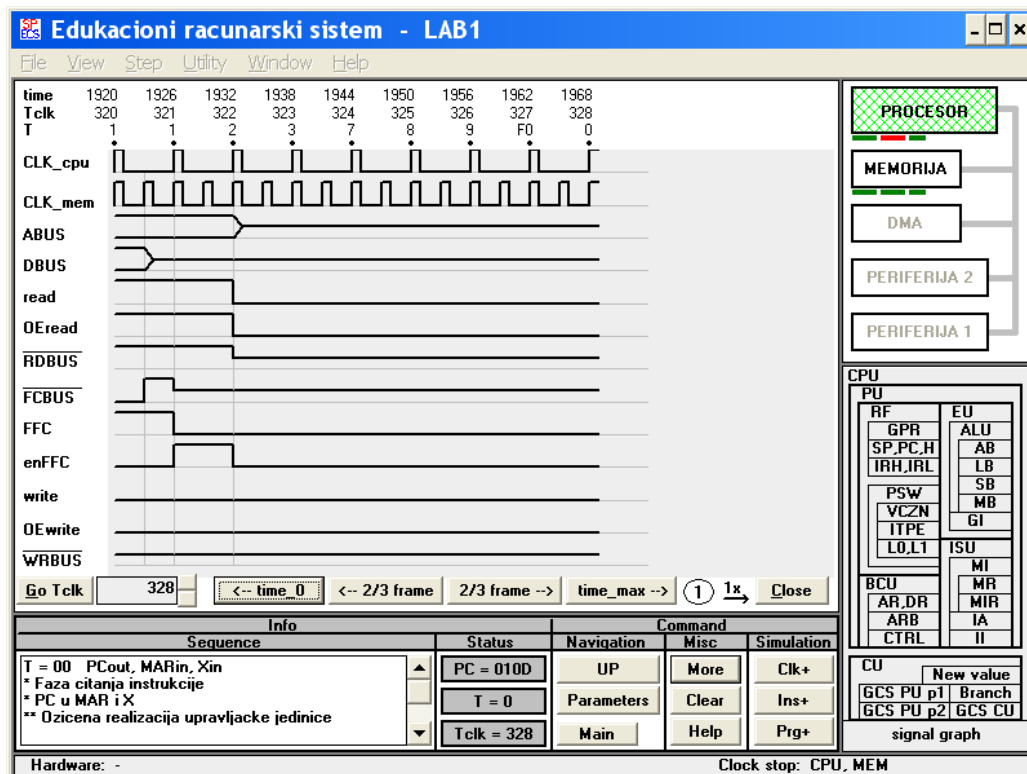 SP
ECS
Edukacioni racunarski sistem - LAB1
File View Step Utility Window Help
time 1920 1926 1932 1938 1944 1950 1956 1962 1968
Tclk 320 321 322 323 324 325 326 327 328
T 1 1 2 3 7 8 9 F0 0
CLK_cpu
CLK_mem
ABUS
DBUS
read
OEread
RDBUS
FCBUS
FFC
enFFC
write
OEwrite
WRBUS
Go Tclk 328 <-- time_0 <-- 2/3 frame 2/3 frame --> time_max --> 1 1x Close
PROCESOR
MEMORIJA
DMA
PERIFERIJA 2
PERIFERIJA 1
CPU
PU
RF EU
GPR ALU
SP,PC,H AB
IRH,IRL LB
SB
PSW MB
VCZN GI
ITPE
L0,L1 ISU
MI
BCU MR
AR,DR MIR
ARB IA
CTRL II
CU New value
GCS PU p1 Branch
GCS PU p2 GCS CU
signal graph
Info Command
Sequence Status Navigation Misc Simulation
T = 00 PCout, MARin, Xin
* Faza citanja instrukcije
* PC u MAR i X
** Ozicena realizacija upravljacke jedinice
PC = 010D UP More Clk+
T = 0 Parameters Clear Ins+
Tclk = 328 Main Help Prg+
Hardware: - Clock stop: CPU, MEM